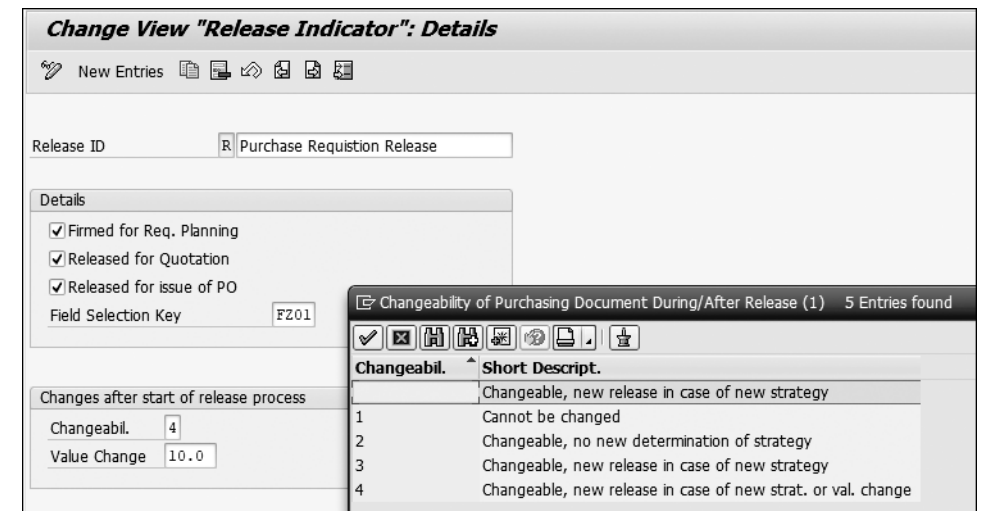 Change View "Release Indicator": Details
New Entries
Release ID R Purchase Requistion Release
Details
Firmed for Req. Planning
Released for Quotation
Released for issue of PO
Field Selection Key FZ01
Changes after start of release process
Changeabil. 4
Value Change 10.0
Changeability of Purchasing Document During/After Release (1) 5 Entries found
Changeabil. Short Descript.
Changeable, new release in case of new strategy
1 Cannot be changed
2 Changeable, no new determination of strategy
3 Changeable, new release in case of new strategy
4 Changeable, new release in case of new strat. or val. change